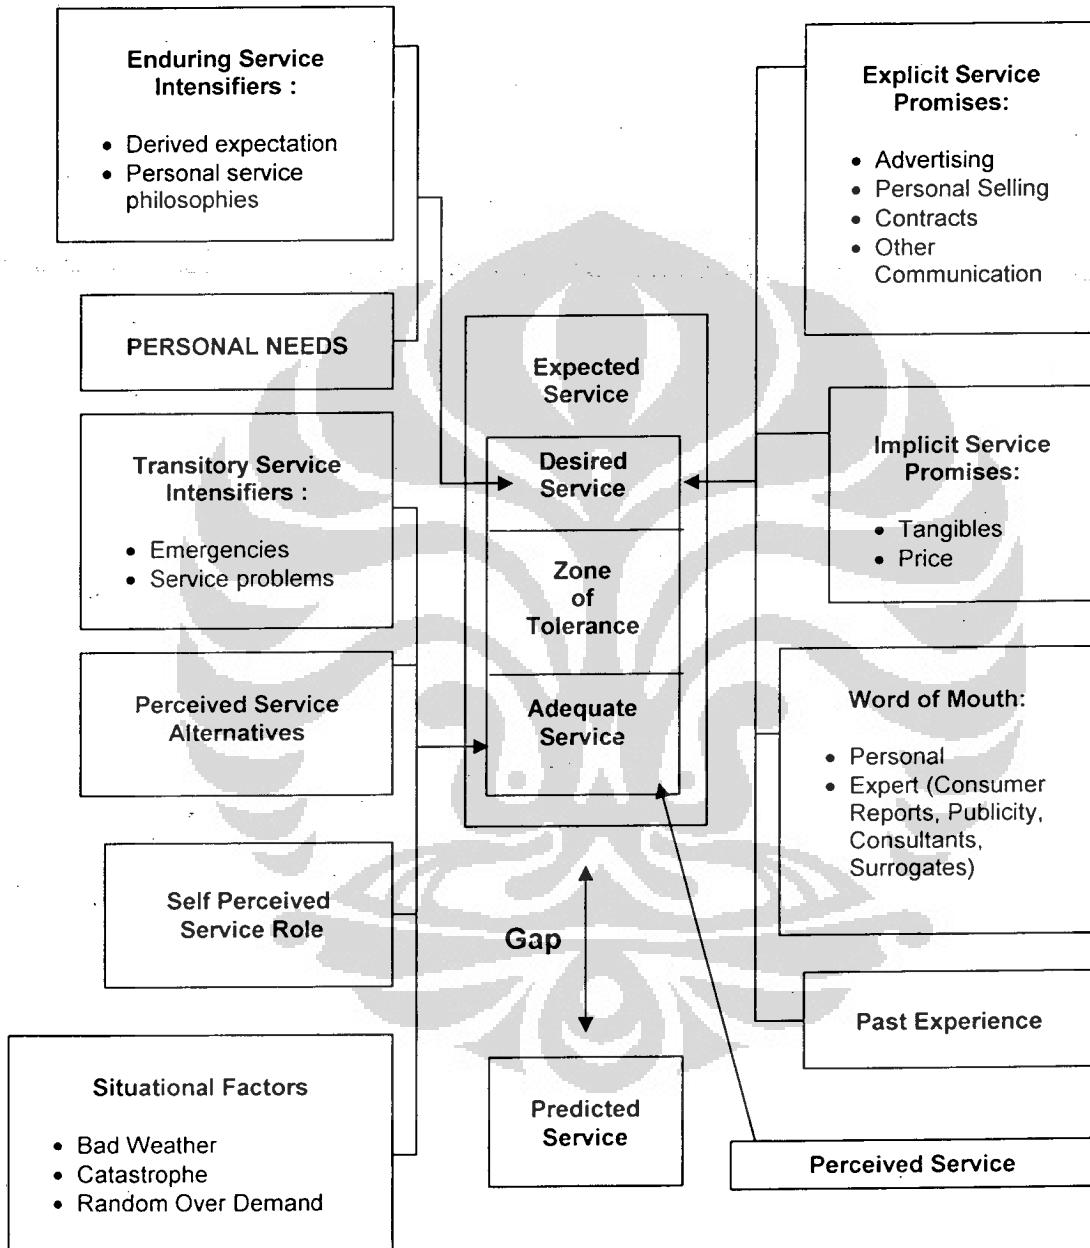 Enduring Service
Intensifiers :
• Derived expectation
• Personal service
philosophies
PERSONAL NEEDS
Transitory Service
Intensifiers :
• Emergencies
• Service problems
Perceived Service
Alternatives
Self Perceived
Service Role
Situational Factors
• Bad Weather
• Catastrophe
• Random Over Demand
Expected
Service
Desired
Service
Zone
of
Tolerance
Adequate
Service
Gap
Predicted
Service
Explicit Service
Promises:
• Advertising
• Personal Selling
• Contracts
• Other
Communication
Implicit Service
Promises:
• Tangibles
• Price
Word of Mouth:
• Personal
• Expert (Consumer
Reports, Publicity,
Consultants,
Surrogates)
Past Experience
Perceived Service